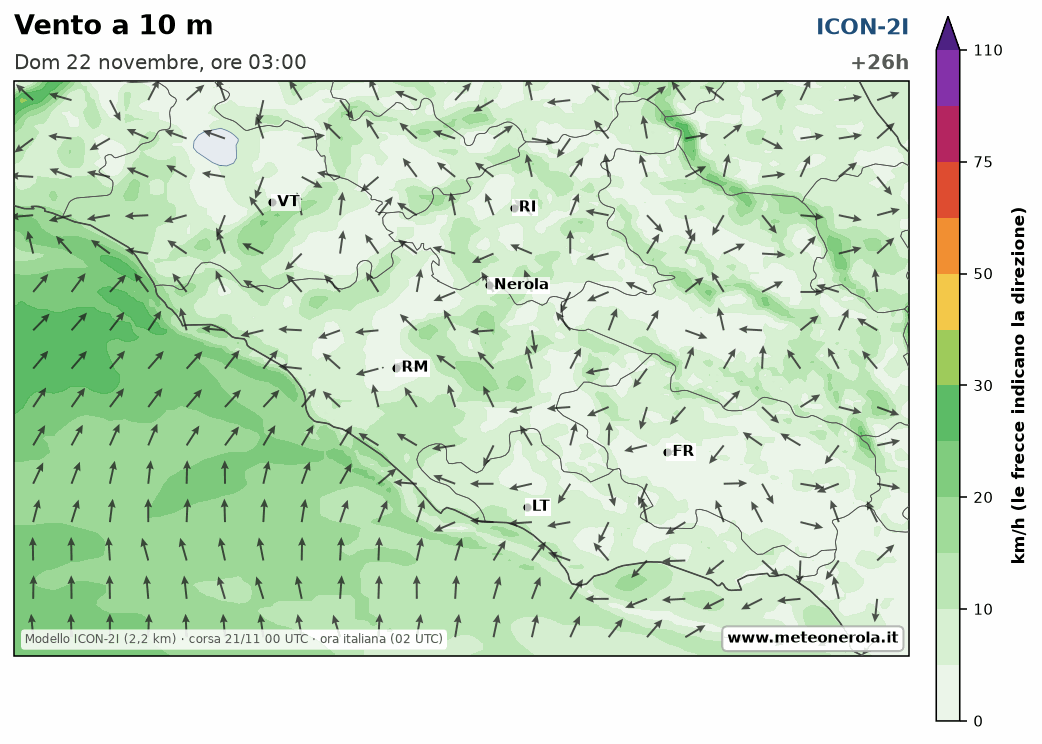 Vento a 10 m
ICON-2I
Dom 22 novembre, ore 03:00
+26h
VT
RI
Nerola
RM
FR
LT
Modello ICON-2I (2,2 km) · corsa 21/11 00 UTC · ora italiana (02 UTC)
www.meteonerola.it
110
75
50
30
20
10
0
km/h (le frecce indicano la direzione)